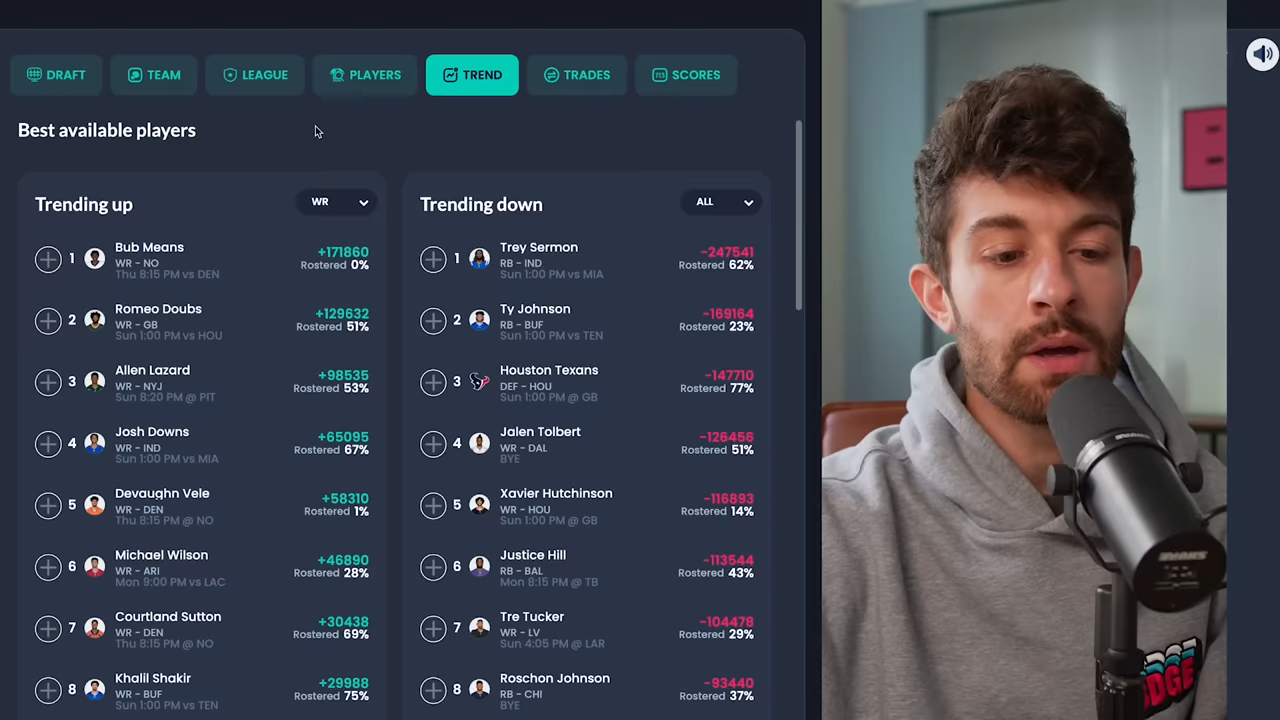 DRAFT
TEAM
LEAGUE
PLAYERS
TREND
TRADES
SCORES
Best available players
Trending up
WR
1
Bub Means
WR - NO
Thu 8:15 PM vs DEN
+171860
Rostered 0%
2
Romeo Doubs
WR - GB
Sun 1:00 PM vs HOU
+129632
Rostered 51%
3
Allen Lazard
WR - NYJ
Sun 8:20 PM @ PIT
+98535
Rostered 53%
4
Josh Downs
WR - IND
Sun 1:00 PM vs MIA
+65095
Rostered 67%
5
Devaughn Vele
WR - DEN
Thu 8:15 PM @ NO
+58310
Rostered 1%
6
Michael Wilson
WR - ARI
Mon 9:00 PM vs LAC
+46890
Rostered 28%
7
Courtland Sutton
WR - DEN
Thu 8:15 PM @ NO
+30438
Rostered 69%
8
Khalil Shakir
WR - BUF
Sun 1:00 PM vs TEN
+29988
Rostered 75%
Trending down
ALL
1
Trey Sermon
RB - IND
Sun 1:00 PM vs MIA
-247541
Rostered 62%
2
Ty Johnson
RB - BUF
Sun 1:00 PM vs TEN
-169164
Rostered 23%
3
Houston Texans
DEF - HOU
Sun 1:00 PM @ GB
-147710
Rostered 77%
4
Jalen Tolbert
WR - DAL
BYE
-126456
Rostered 51%
5
Xavier Hutchinson
WR - HOU
Sun 1:00 PM @ GB
-116893
Rostered 14%
6
Justice Hill
RB - BAL
Mon 8:15 PM @ TB
-113544
Rostered 43%
7
Tre Tucker
WR - LV
Sun 4:05 PM @ LAR
-104478
Rostered 29%
8
Roschon Johnson
RB - CHI
BYE
-93440
Rostered 37%